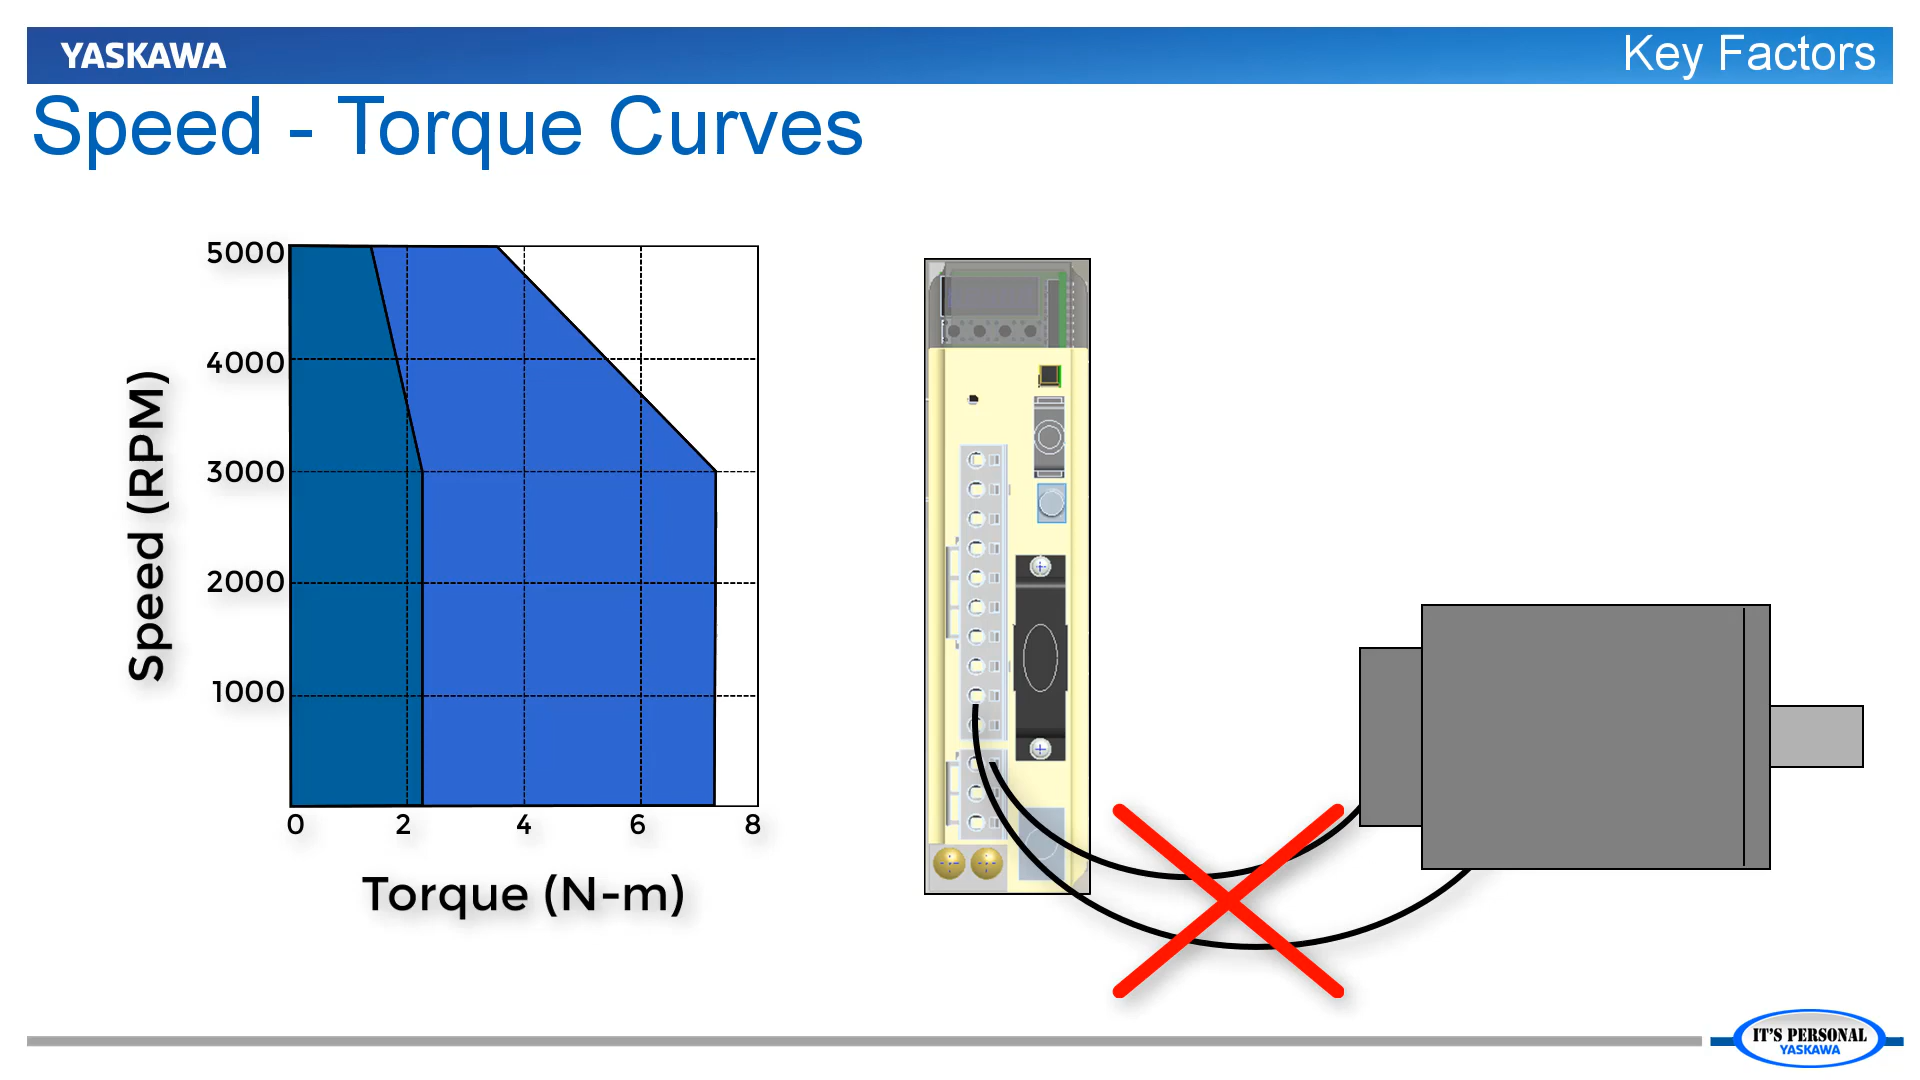 YASKAWA
Key Factors
Speed - Torque Curves
5000
4000
3000
2000
1000
Speed (RPM)
0 2 4 6 8
Torque (N-m)
IT'S PERSONAL
YASKAWA